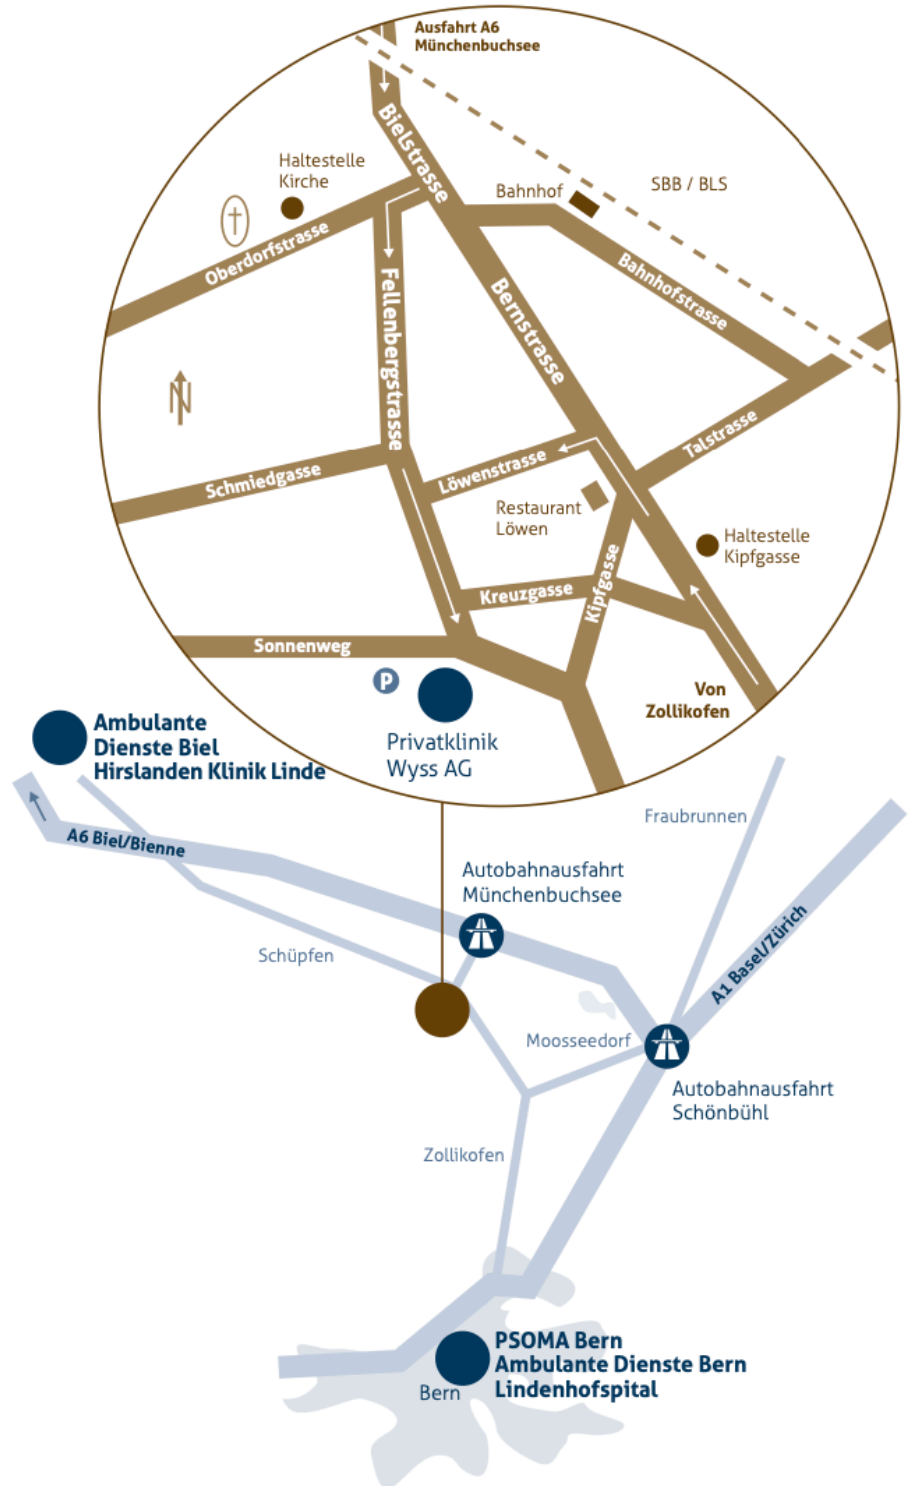 Ausfahrt A6
Münchenbuchsee
Bielstrasse
Haltestelle
Kirche
Bahnhof
SBB / BLS
Oberdorfstrasse
Bahnhofstrasse
Fellenbergstrasse
Bernstrasse
N
Talstrasse
Löwenstrasse
Schmiedgasse
Restaurant
Löwen
Haltestelle
Kipfgasse
Kreuzgasse
Kipfgasse
Sonnenweg
P
Von
Zollikofen
Privatklinik
Wyss AG
Ambulante
Dienste Biel
Hirslanden Klinik Linde
A6 Biel/Bienne
Fraubrunnen
Autobahnausfahrt
Münchenbuchsee
A1 Basel/Zürich
Schüpfen
Moosseedorf
Autobahnausfahrt
Schönbühl
Zollikofen
PSOMA Bern
Ambulante Dienste Bern
Lindenhofspital
Bern